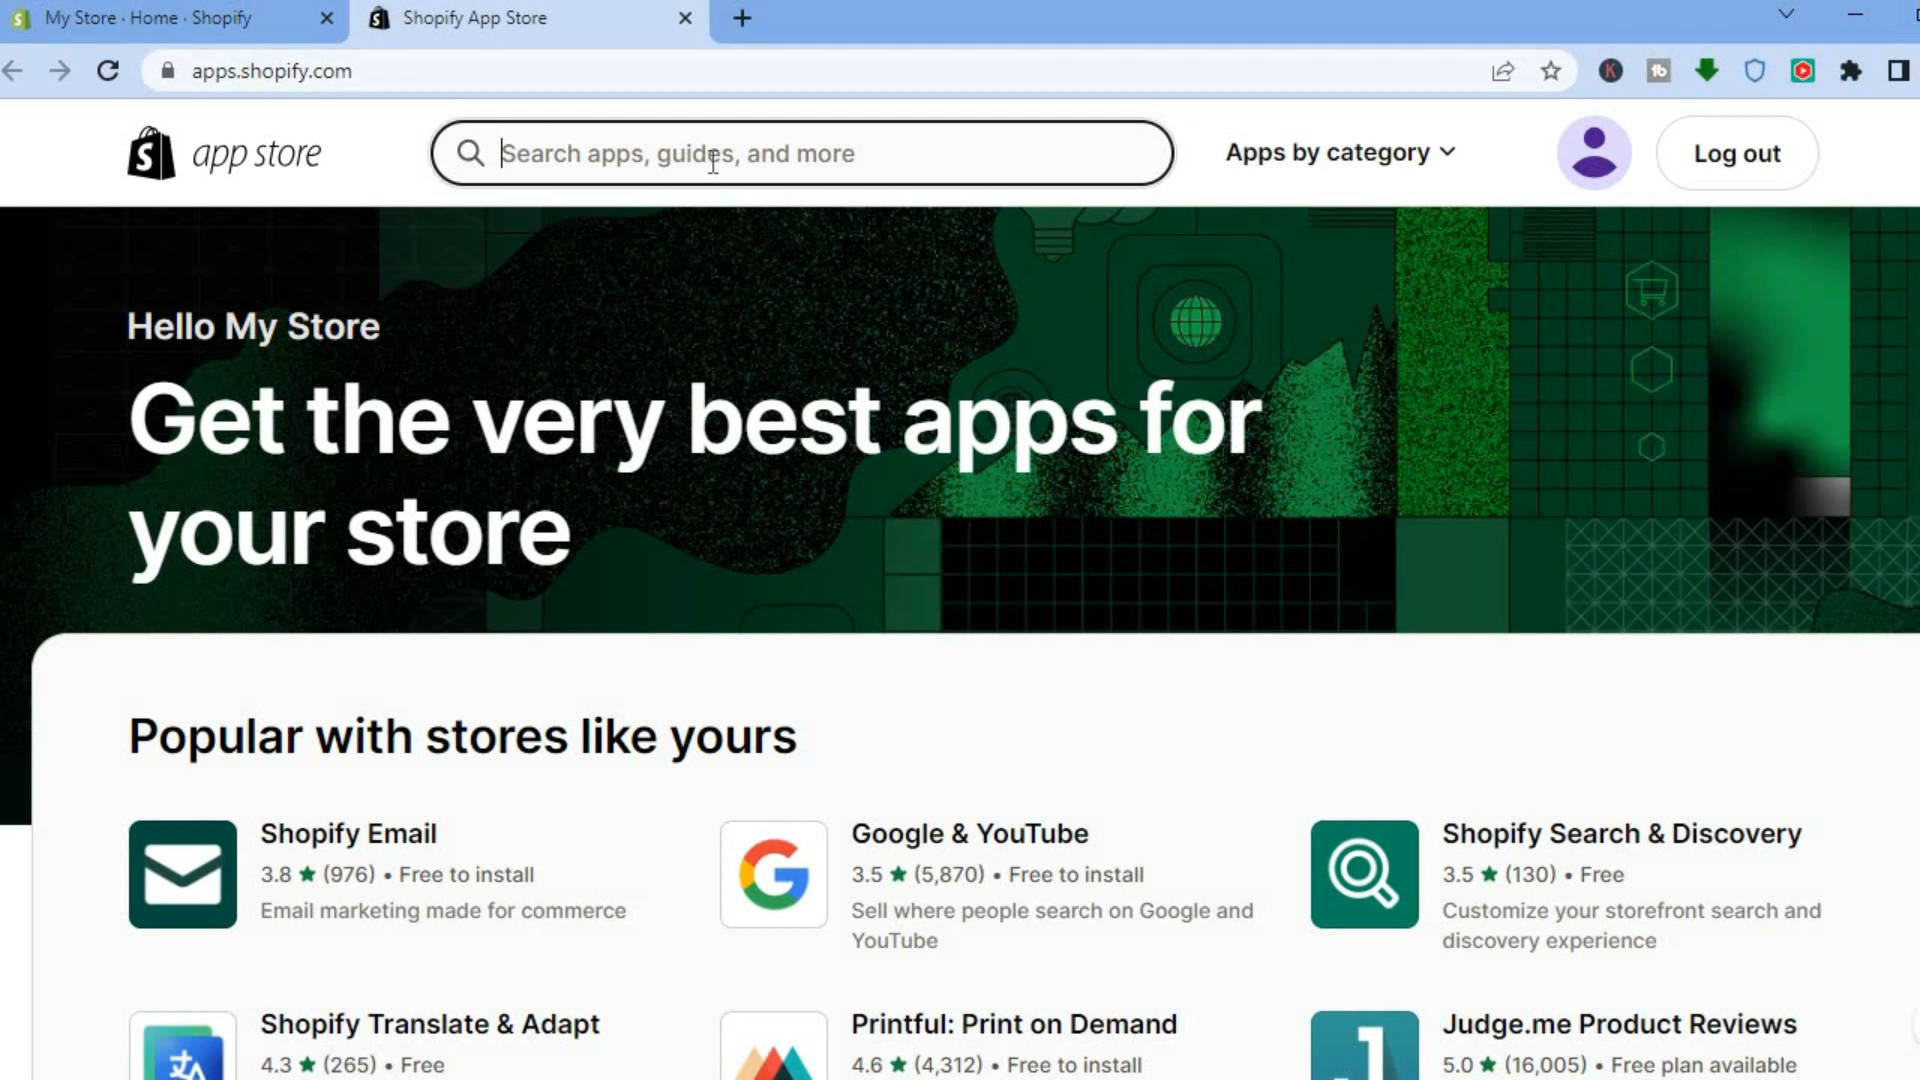 My Store · Home · Shopify
Shopify App Store
apps.shopify.com
app store
Search apps, guides, and more
Apps by category
Log out
Hello My Store
Get the very best apps for
your store
Popular with stores like yours
Shopify Email
3.8 ★ (976) • Free to install
Email marketing made for commerce
Google & YouTube
3.5 ★ (5,870) • Free to install
Sell where people search on Google and
YouTube
Shopify Search & Discovery
3.5 ★ (130) • Free
Customize your storefront search and
discovery experience
Shopify Translate & Adapt
4.3 ★ (265) • Free
Printful: Print on Demand
4.6 ★ (4,312) • Free to install
Judge.me Product Reviews
5.0 ★ (16,005) • Free plan available